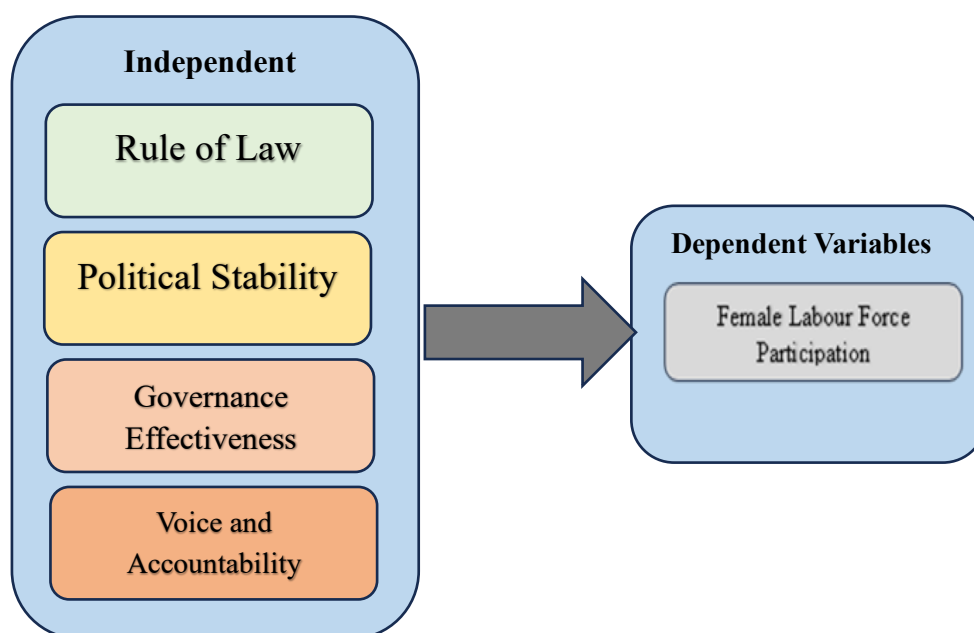 Independent
Rule of Law
Political Stability
Governance
Effectiveness
Voice and
Accountability
Dependent Variables
Female Labour Force
Participation